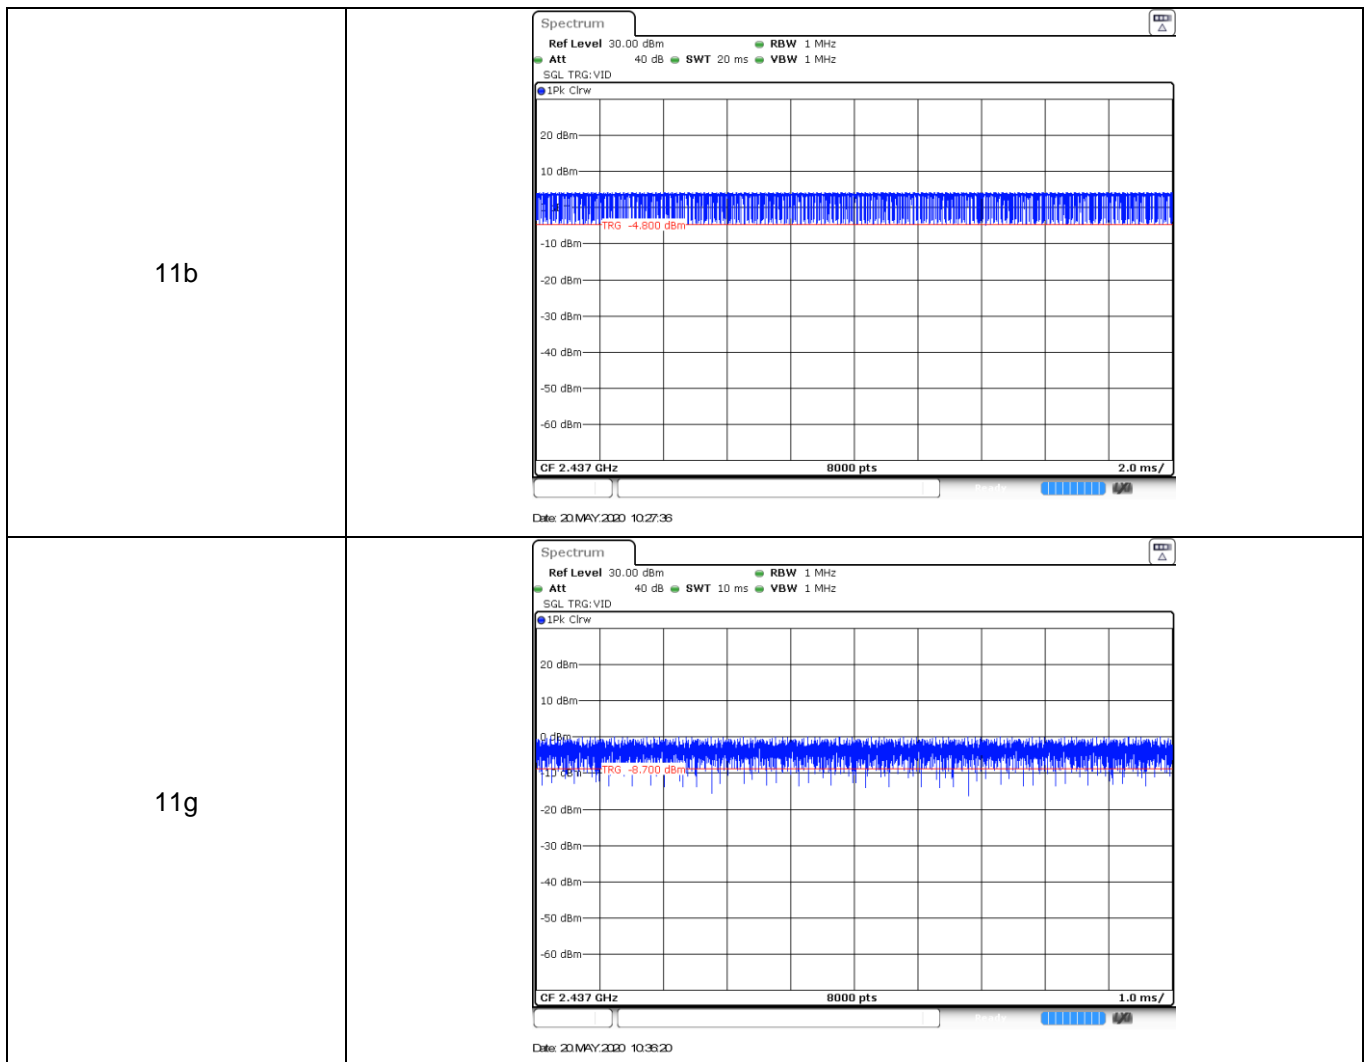 11b
Spectrum
Ref Level 30.00 dBm RBW 1 MHz
Att 40 dB SWT 20 ms VBW 1 MHz
SGL TRG:VID
1Pk Clrw
20 dBm
10 dBm
TRG -4.800 dBm
-10 dBm
-20 dBm
-30 dBm
-40 dBm
-50 dBm
-60 dBm
CF 2.437 GHz 8000 pts 2.0 ms/
Ready
Date: 20.MAY.2020 10:27:36
11g
Spectrum
Ref Level 30.00 dBm RBW 1 MHz
Att 40 dB SWT 10 ms VBW 1 MHz
SGL TRG:VID
1Pk Clrw
20 dBm
10 dBm
0 dBm
TRG -8.700 dBm
-10 dBm
-20 dBm
-30 dBm
-40 dBm
-50 dBm
-60 dBm
CF 2.437 GHz 8000 pts 1.0 ms/
Ready
Date: 20.MAY.2020 10:36:20